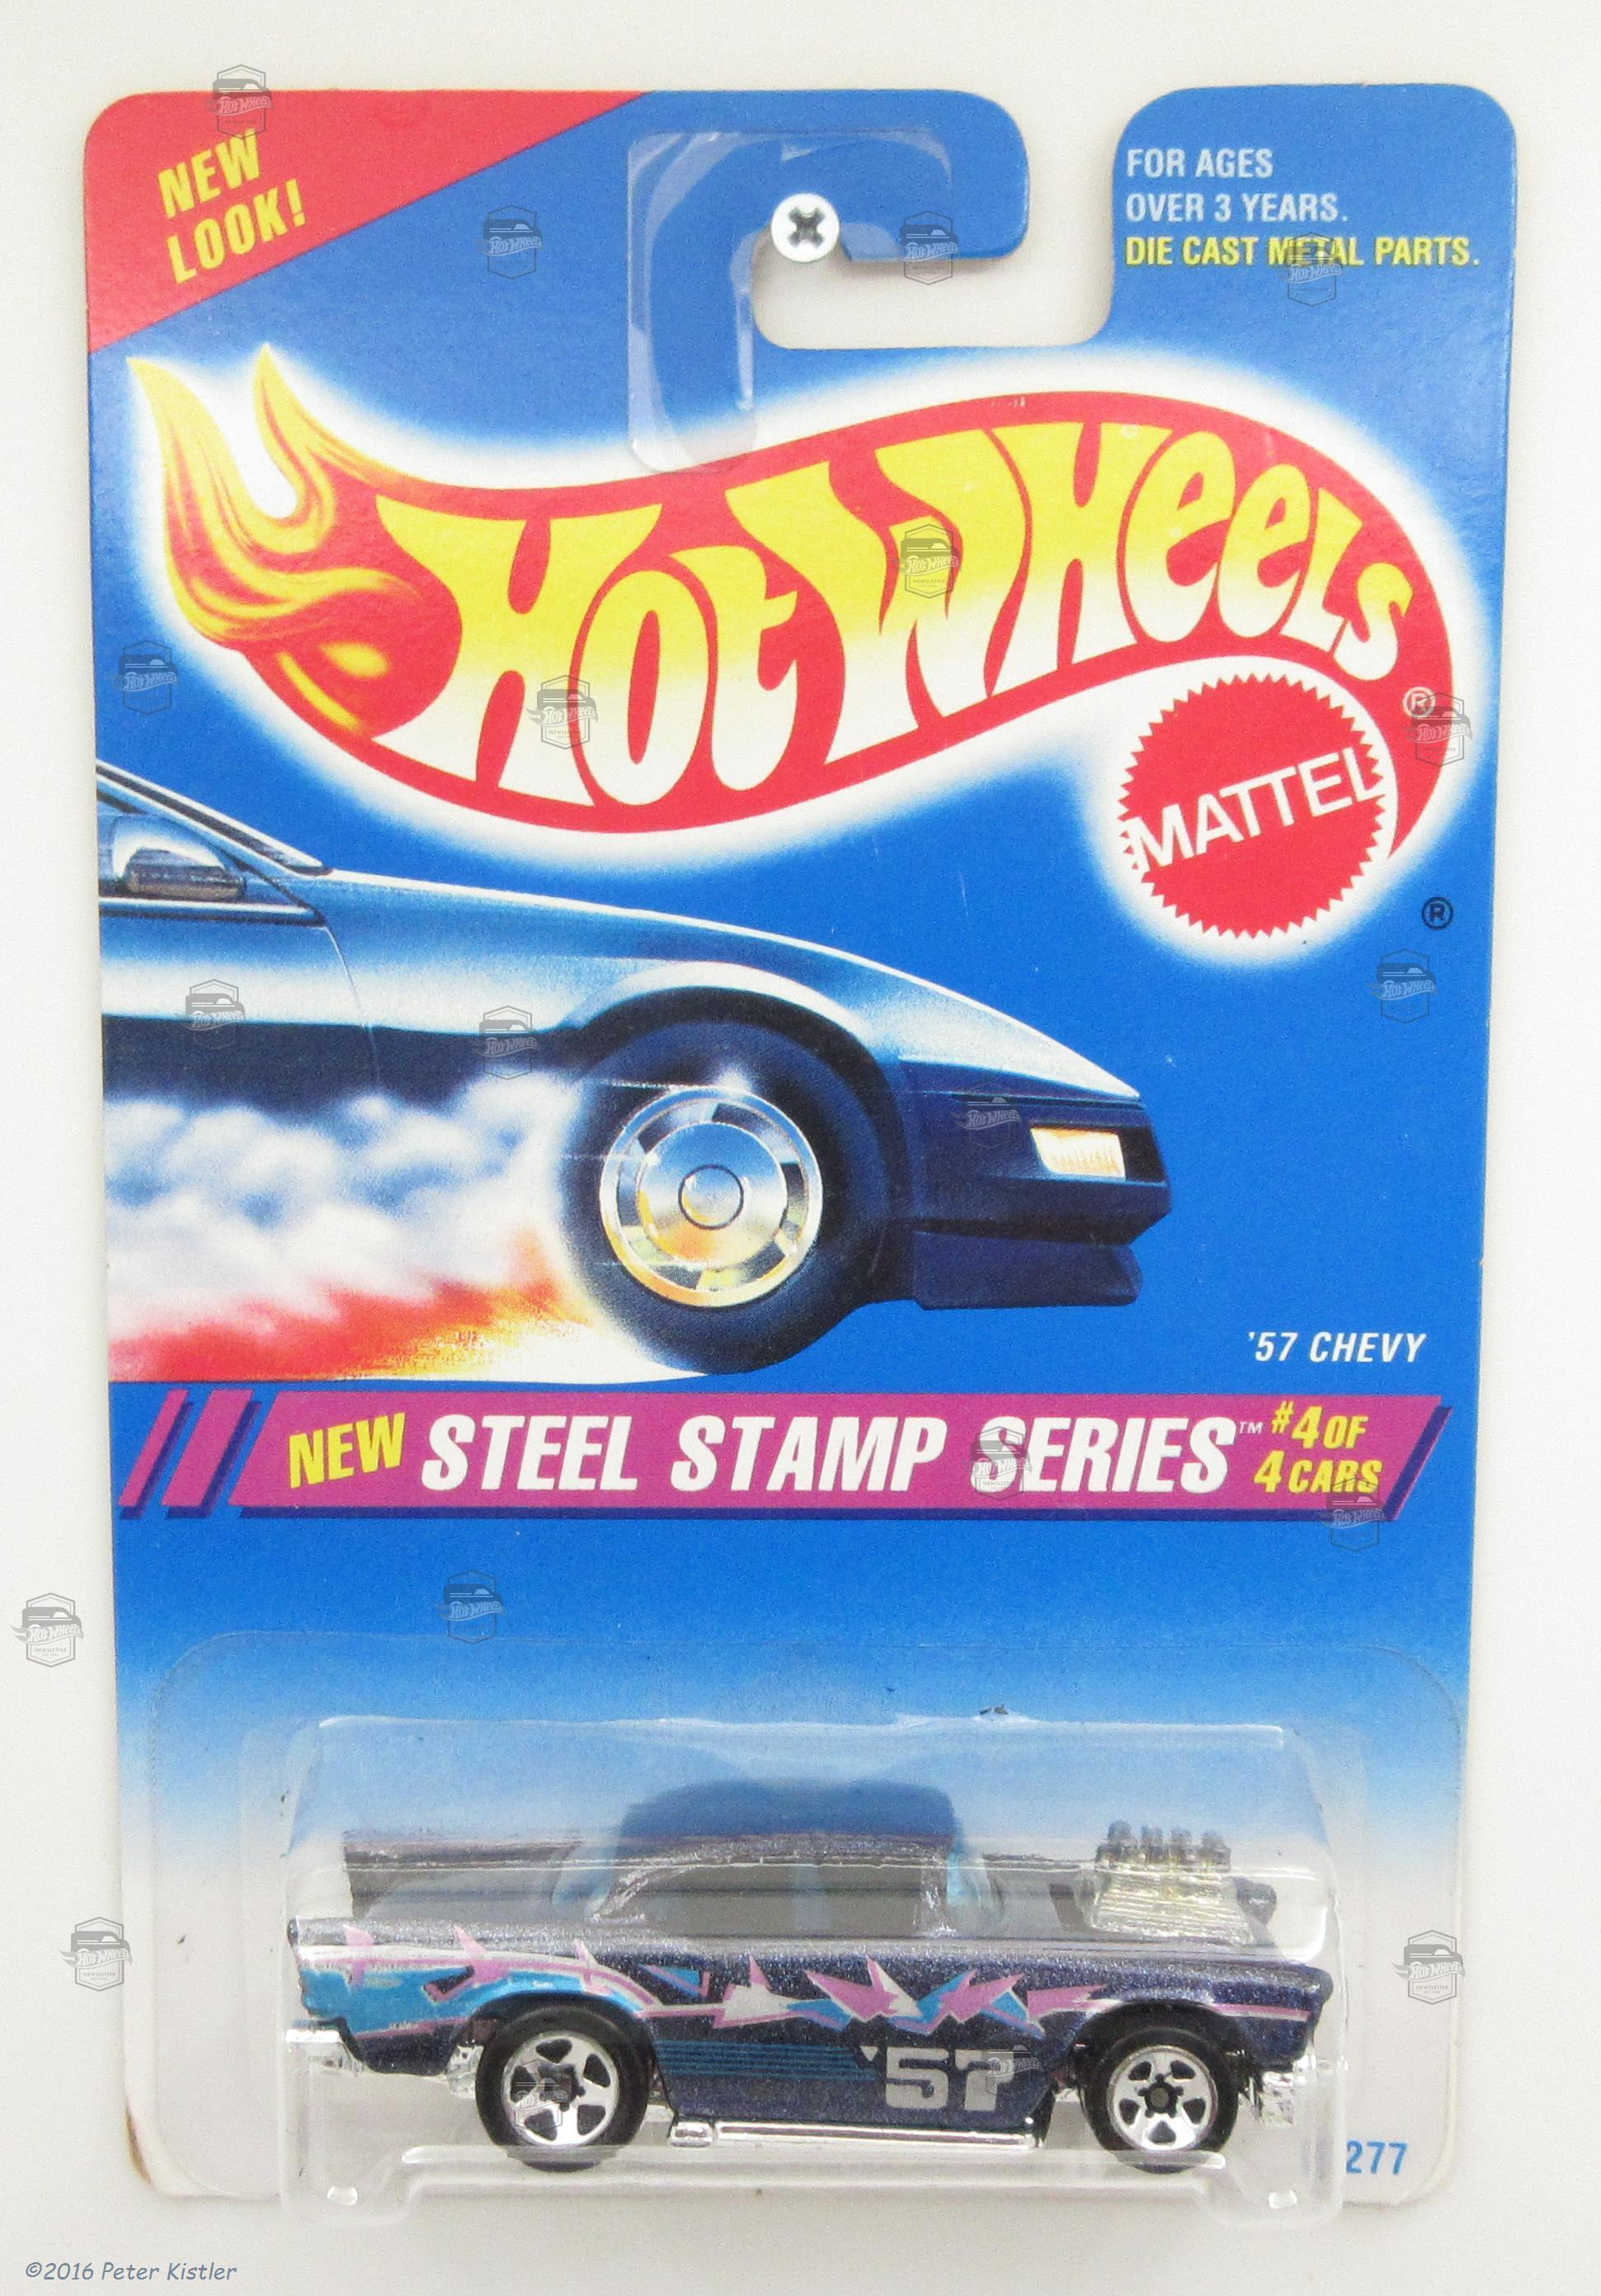 NEW
LOOK!
FOR AGES
OVER 3 YEARS.
DIE CAST METAL PARTS.
HOT WHEELS ®
MATTEL
®
'57 CHEVY
NEW STEEL STAMP SERIES™ #4 OF
4 CARS
'57
277
©2016 Peter Kistler